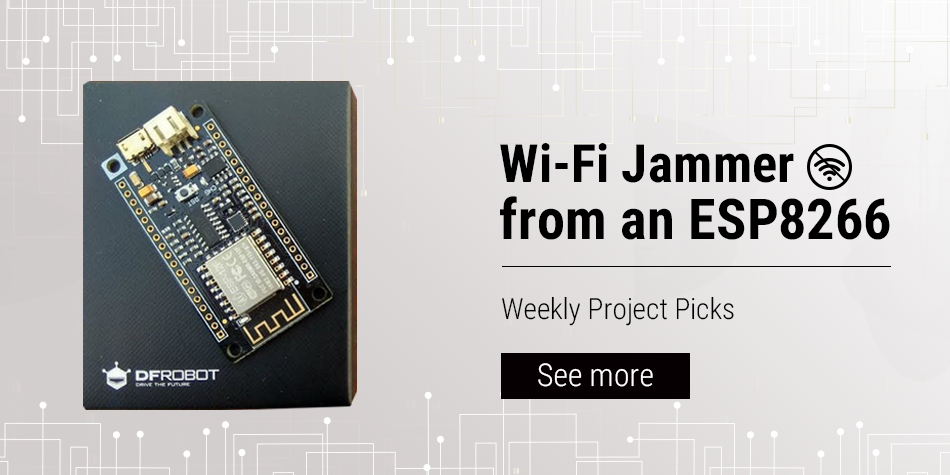 Wi-Fi Jammer
from an ESP8266
Weekly Project Picks
See more
DFROBOT
DRIVE THE FUTURE